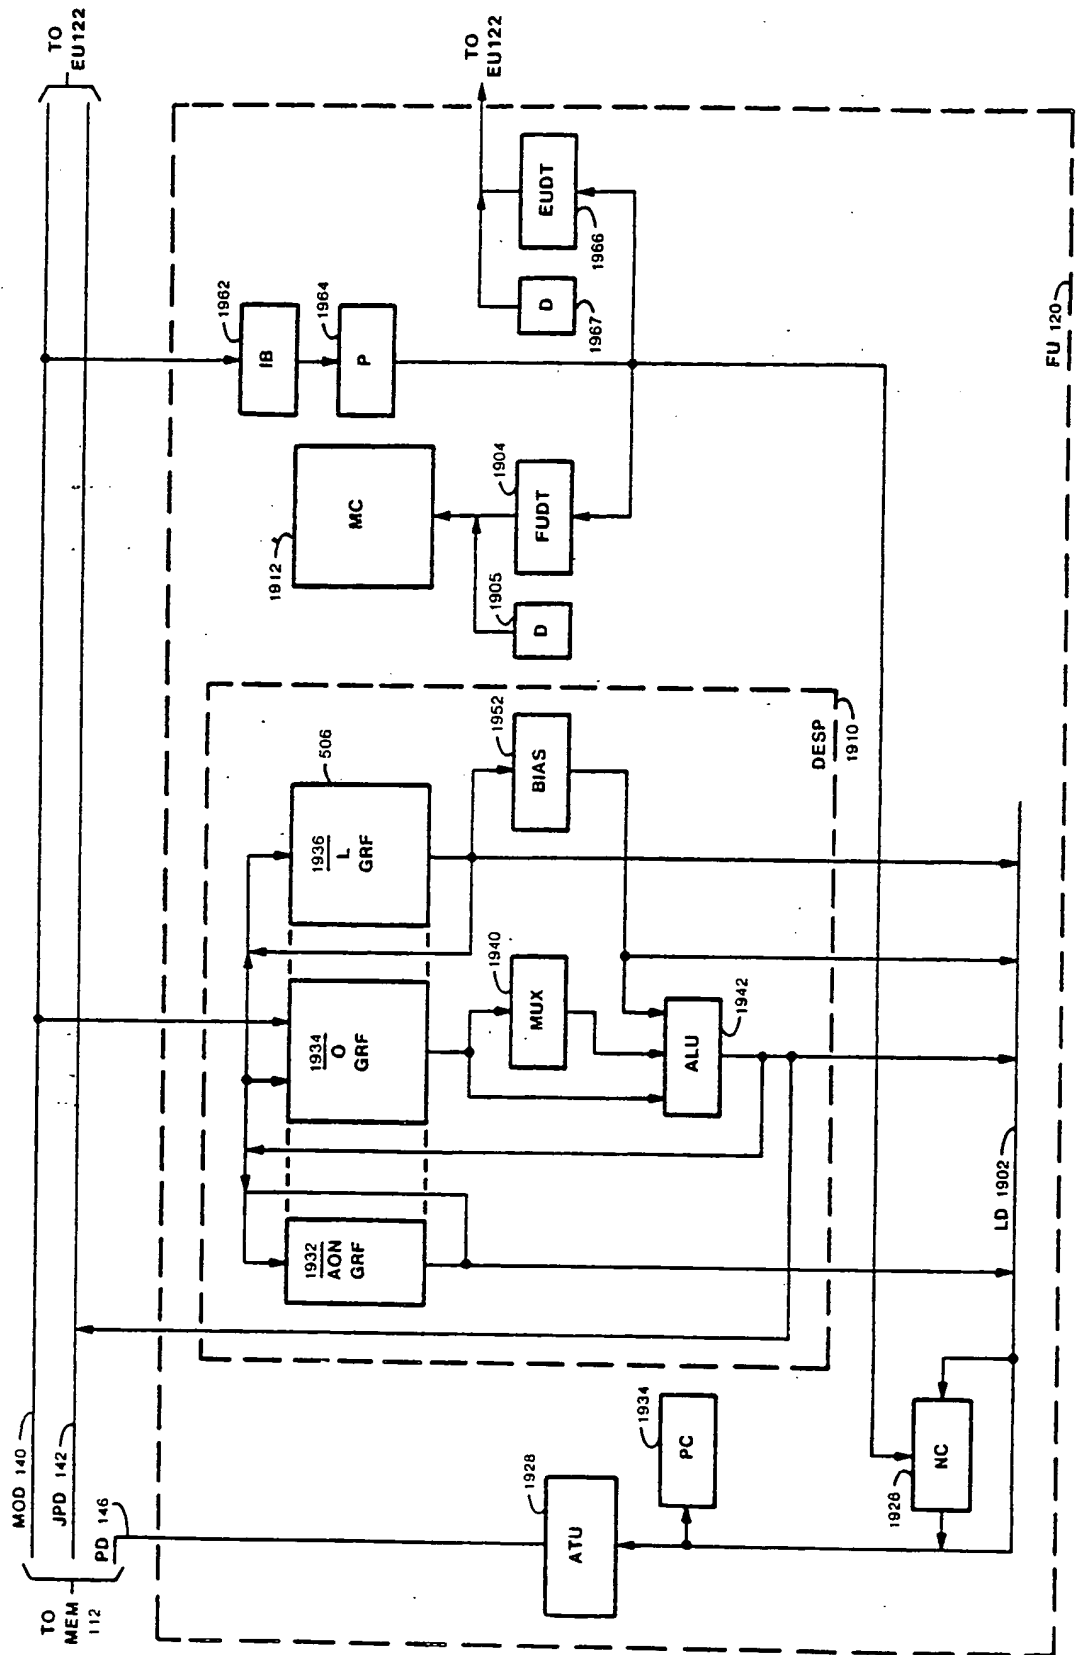 TO
EU122
TO
EU122
MOD 140
JPD 142
PD 146
TO
MEM
112
1962
IB
1964
P
EUDT
1966
D
1967
FU 120
1912
MC
1904
FUDT
1905
D
506
1936
L
GRF
1934
O
GRF
1932
AON
GRF
1952
BIAS
1940
MUX
1942
ALU
DESP
1910
LD 1902
1934
PC
1928
ATU
1926
NC